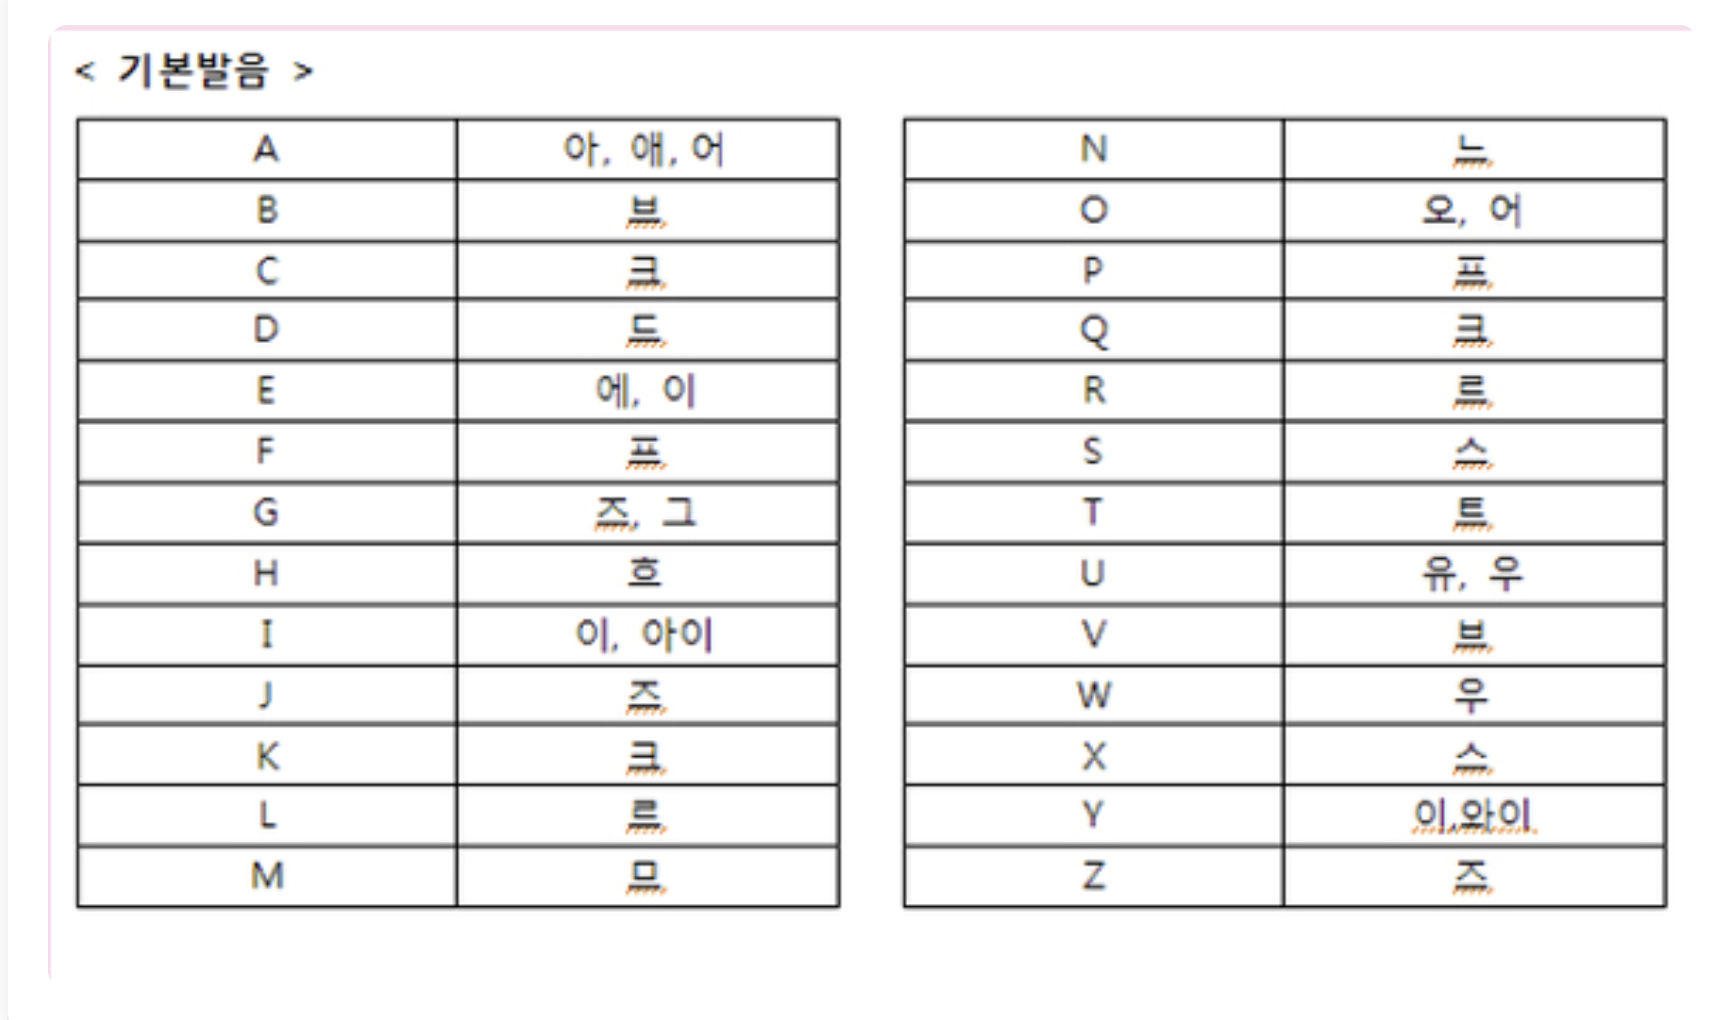 < 기본발음 >
A 아, 애, 어
B 브
C 크
D 드
E 에, 이
F 프
G 즈, 그
H 흐
I 이, 아이
J 즈
K 크
L 르
M 므
N 느
O 오, 어
P 프
Q 크
R 르
S 스
T 트
U 유, 우
V 브
W 우
X 스
Y 이,와이
Z 즈